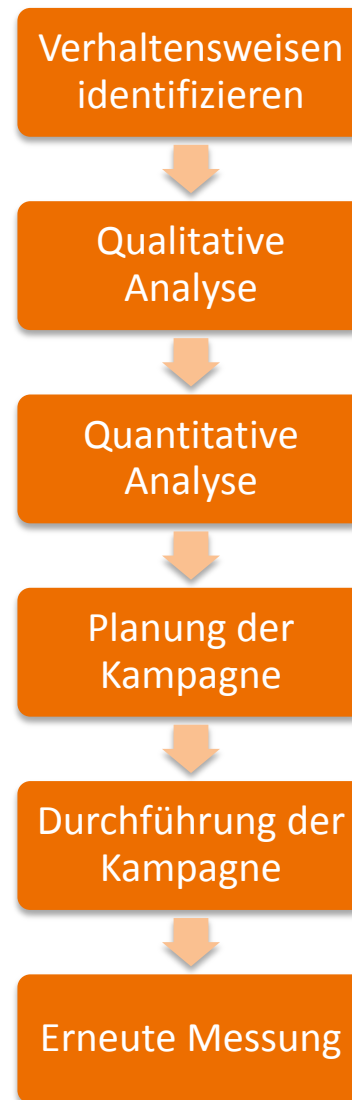 Verhaltensweisen
identifizieren
Qualitative
Analyse
Quantitative
Analyse
Planung der
Kampagne
Durchführung der
Kampagne
Erneute Messung